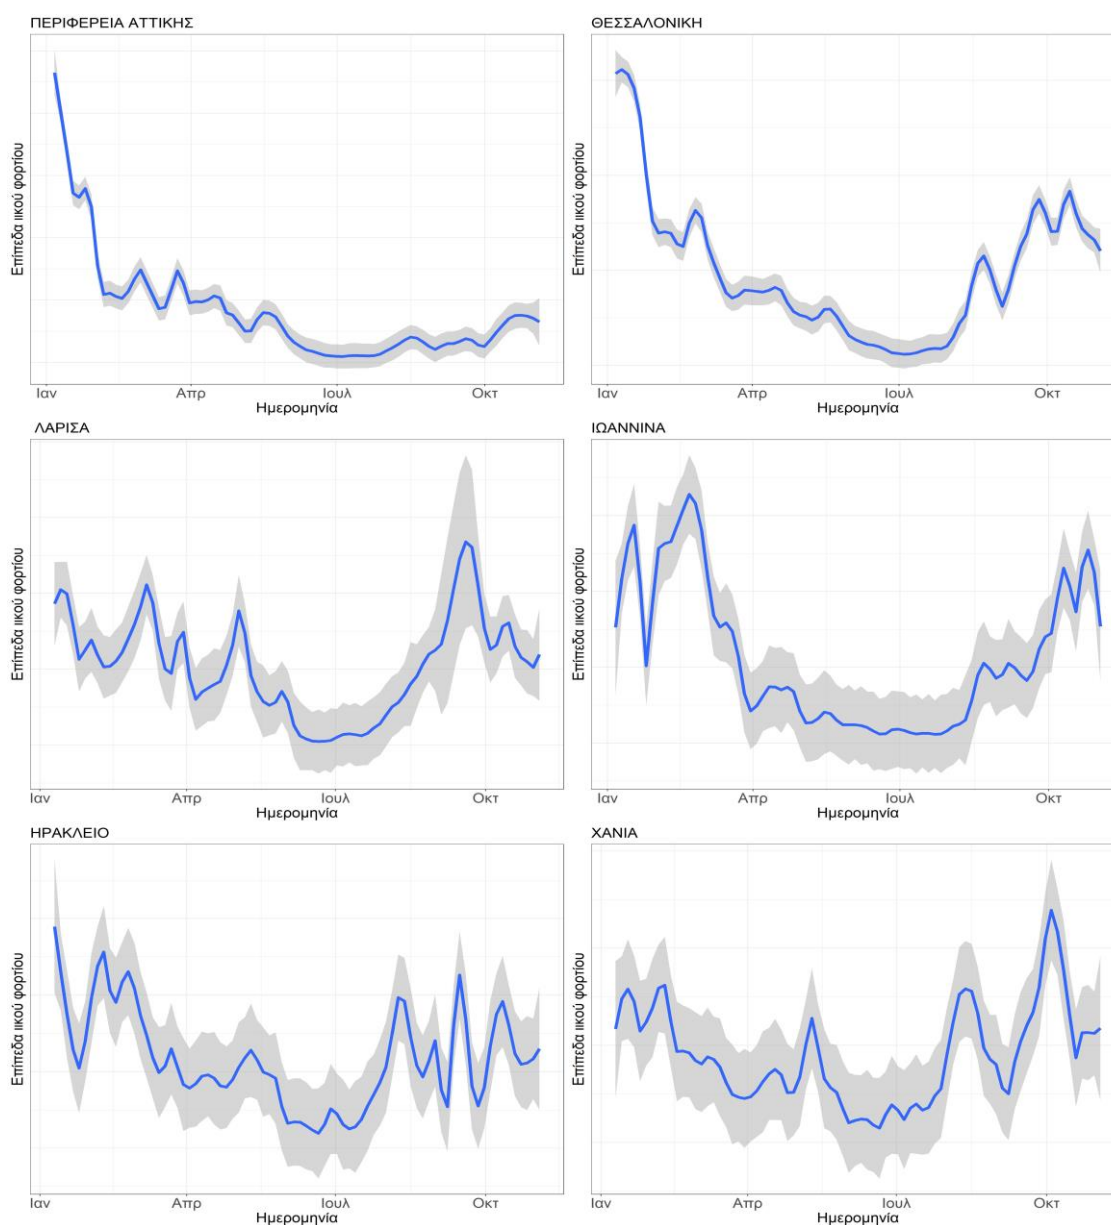 ΠΕΡΙΦΕΡΕΙΑ ΑΤΤΙΚΗΣ
Επίπεδα ιικού φορτίου
Ιαν Απρ Ιουλ Οκτ
Ημερομηνία
ΘΕΣΣΑΛΟΝΙΚΗ
Επίπεδα ιικού φορτίου
Ιαν Απρ Ιουλ Οκτ
Ημερομηνία
ΛΑΡΙΣΑ
Επίπεδα ιικού φορτίου
Ιαν Απρ Ιουλ Οκτ
Ημερομηνία
ΙΩΑΝΝΙΝΑ
Επίπεδα ιικού φορτίου
Ιαν Απρ Ιουλ Οκτ
Ημερομηνία
ΗΡΑΚΛΕΙΟ
Επίπεδα ιικού φορτίου
Ιαν Απρ Ιουλ Οκτ
Ημερομηνία
ΧΑΝΙΑ
Επίπεδα ιικού φορτίου
Ιαν Απρ Ιουλ Οκτ
Ημερομηνία